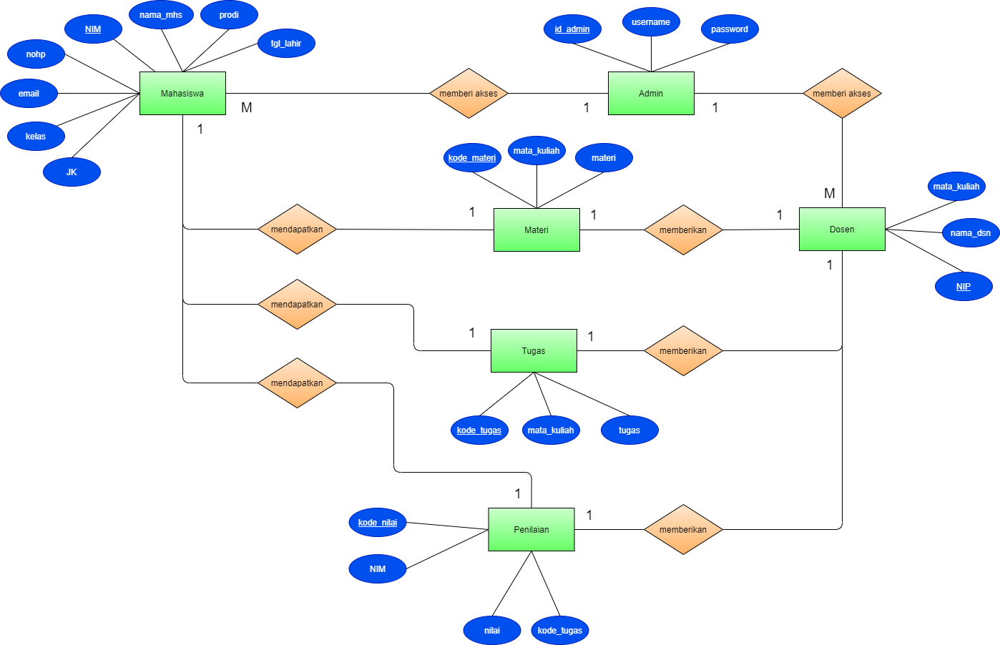 nama_mhs
prodi
NIM
tgl_lahir
nohp
email
kelas
JK
Mahasiswa
M
1
memberi akses
id_admin
username
password
1
Admin
1
memberi akses
kode_materi
mata_kuliah
materi
M
mata_kuliah
nama_dsn
NIP
mendapatkan
1
Materi
1
memberikan
1
Dosen
1
mendapatkan
1
Tugas
1
memberikan
mendapatkan
kode_tugas
mata_kuliah
tugas
1
kode_nilai
Penilaian
1
memberikan
NIM
nilai
kode_tugas